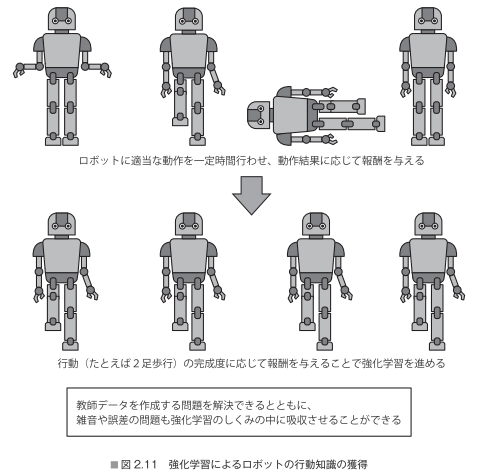 ロボットに適当な動作を一定時間行わせ、動作結果に応じて報酬を与える
行動（たとえば２足歩行）の完成度に応じて報酬を与えることで強化学習を進める
教師データを作成する問題を解決できるとともに、
雑音や誤差の問題も強化学習のしくみの中に吸収させることができる
■図 2.11　強化学習によるロボットの行動知識の獲得